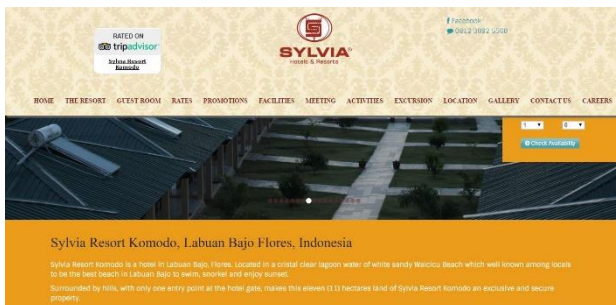 RATED ON
tripadvisor
Sylvia Resort
Komodo
SYLVIA
Hotels & Resorts
Facebook
HOME THE RESORT GUEST ROOM RATES PROMOTIONS FACILITIES MEETING ACTIVITIES EXCURSION LOCATION GALLERY CONTACT US CAREERS
1 0
Check Availability
Sylvia Resort Komodo, Labuan Bajo Flores, Indonesia
Sylvia Resort Komodo is a hotel in Labuan Bajo, Flores. Located in a cristal clear lagoon water of white sandy Waicicu Beach which well known among locals
to be the best beach in Labuan Bajo to swim, snorkel and enjoy sunset.
Surrounded by hills, with only one entry point at the hotel gate, makes this eleven (11) hectares land of Sylvia Resort Komodo an exclusive and secure
property.